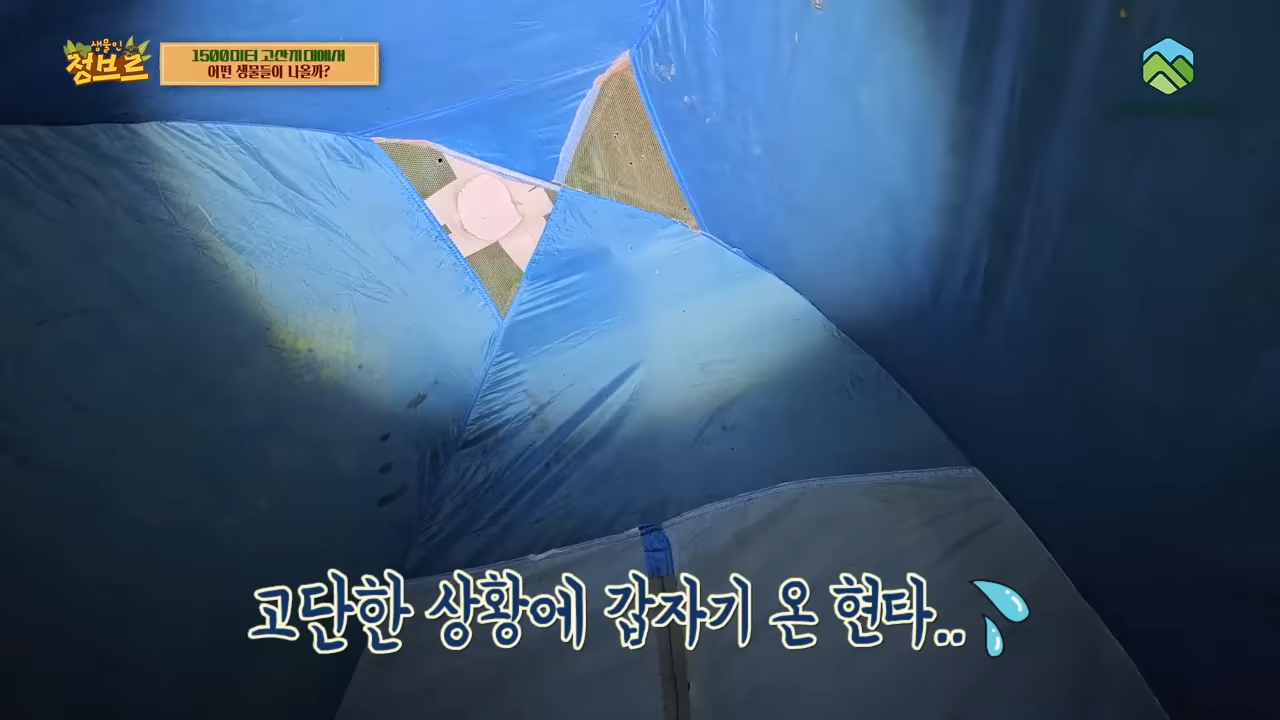 생물인
정브르
1500미터 고산지대에서
어떤 생물들이 나올까?
고단한 상황에 갑자기 온 현타..